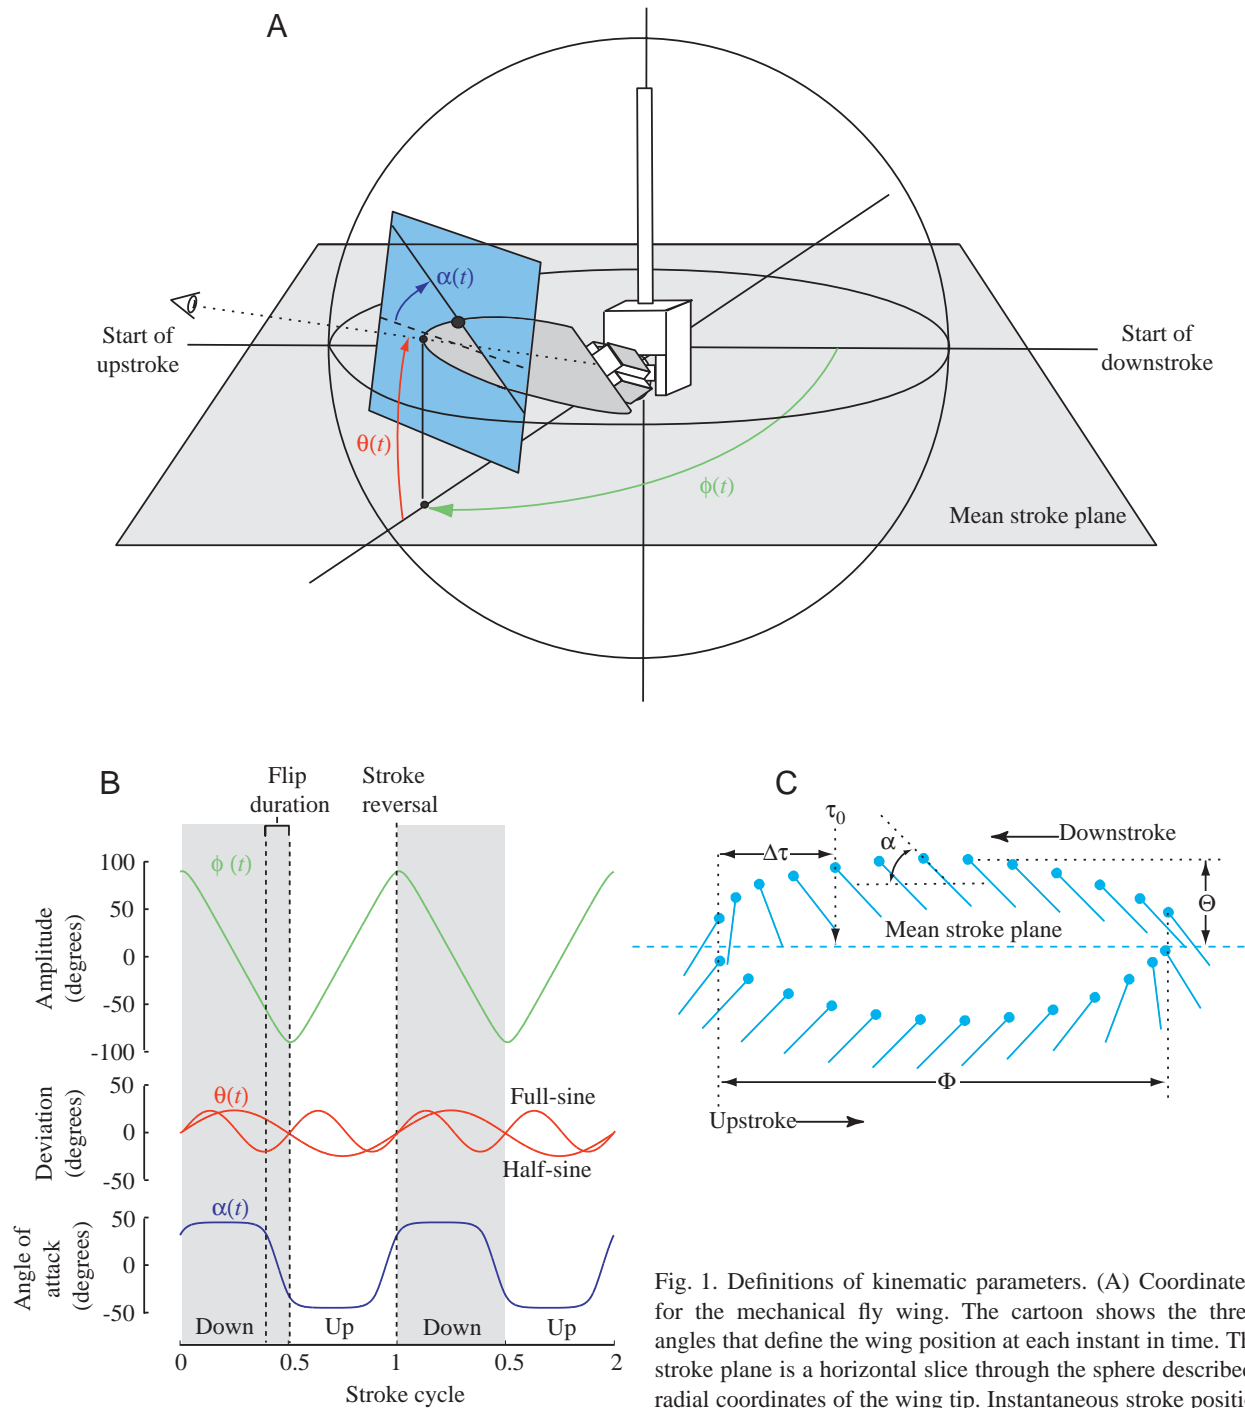 A
α(t)
Start of
upstroke
Start of
downstroke
θ(t)
ϕ(t)
Mean stroke plane
B
Flip
duration
Stroke
reversal
ϕ (t)
100
50
0
-50
-100
Amplitude
(degrees)
θ(t)
Full-sine
Half-sine
50
0
-50
Deviation
(degrees)
α(t)
50
0
-50
Angle of
attack
(degrees)
Down
Up
Down
Up
0 0.5 1 0.5 2
Stroke cycle
C
τ0
Δτ
α
Downstroke
Θ
Mean stroke plane
Φ
Upstroke
Fig. 1. Definitions of kinematic parameters. (A) Coordinate
for the mechanical fly wing. The cartoon shows the thre
angles that define the wing position at each instant in time. Th
stroke plane is a horizontal slice through the sphere described
radial coordinates of the wing tip. Instantaneous stroke positio